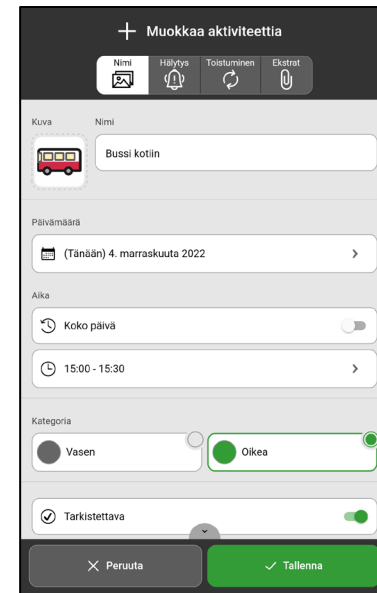 Muokkaa aktiviteettia
Nimi Hälytys Toistuminen Ekstrat
Kuva Nimi
Bussi kotiin
Päivämäärä
(Tänään) 4. marraskuuta 2022
Aika
Koko päivä
15:00 - 15:30
Kategoria
Vasen Oikea
Tarkistettava
Peruuta Tallenna